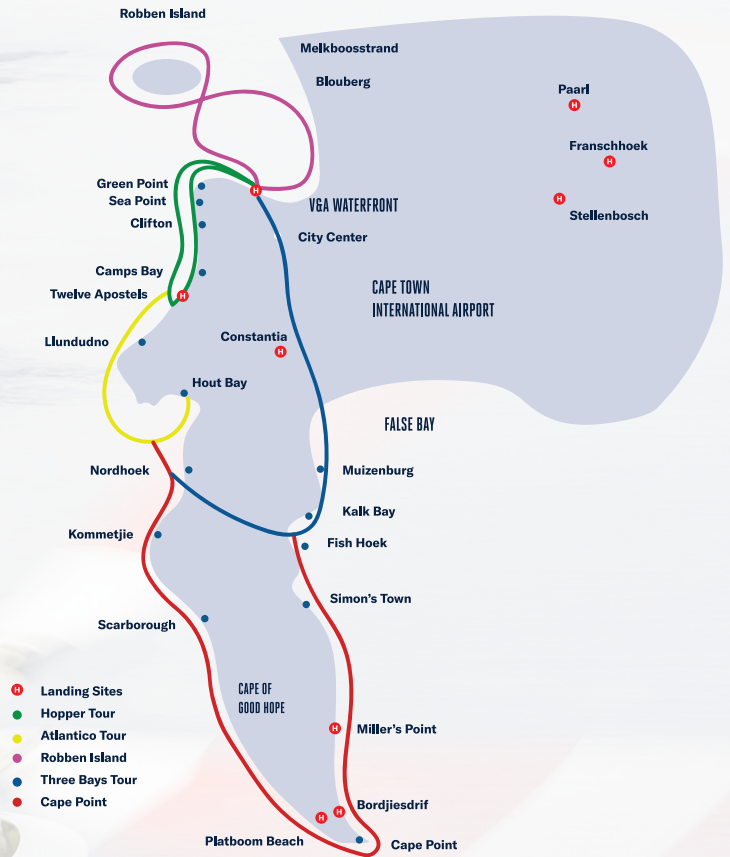 Robben Island
Melkboosstrand
Blouberg
Paarl
H
Franschhoek
H
Green Point
H
Sea Point
V&A WATERFRONT
H
Stellenbosch
Clifton
City Center
Camps Bay
Twelve Apostels
H
CAPE TOWN
INTERNATIONAL AIRPORT
Llundudno
Constantia
H
Hout Bay
FALSE BAY
Nordhoek
Muizenburg
Kalk Bay
Kommetjie
Fish Hoek
Simon's Town
Scarborough
CAPE OF
GOOD HOPE
H Landing Sites
Hopper Tour
Atlantico Tour
Robben Island
Three Bays Tour
Cape Point
H
Miller's Point
H
H
Bordjiesdrif
Platboom Beach
Cape Point